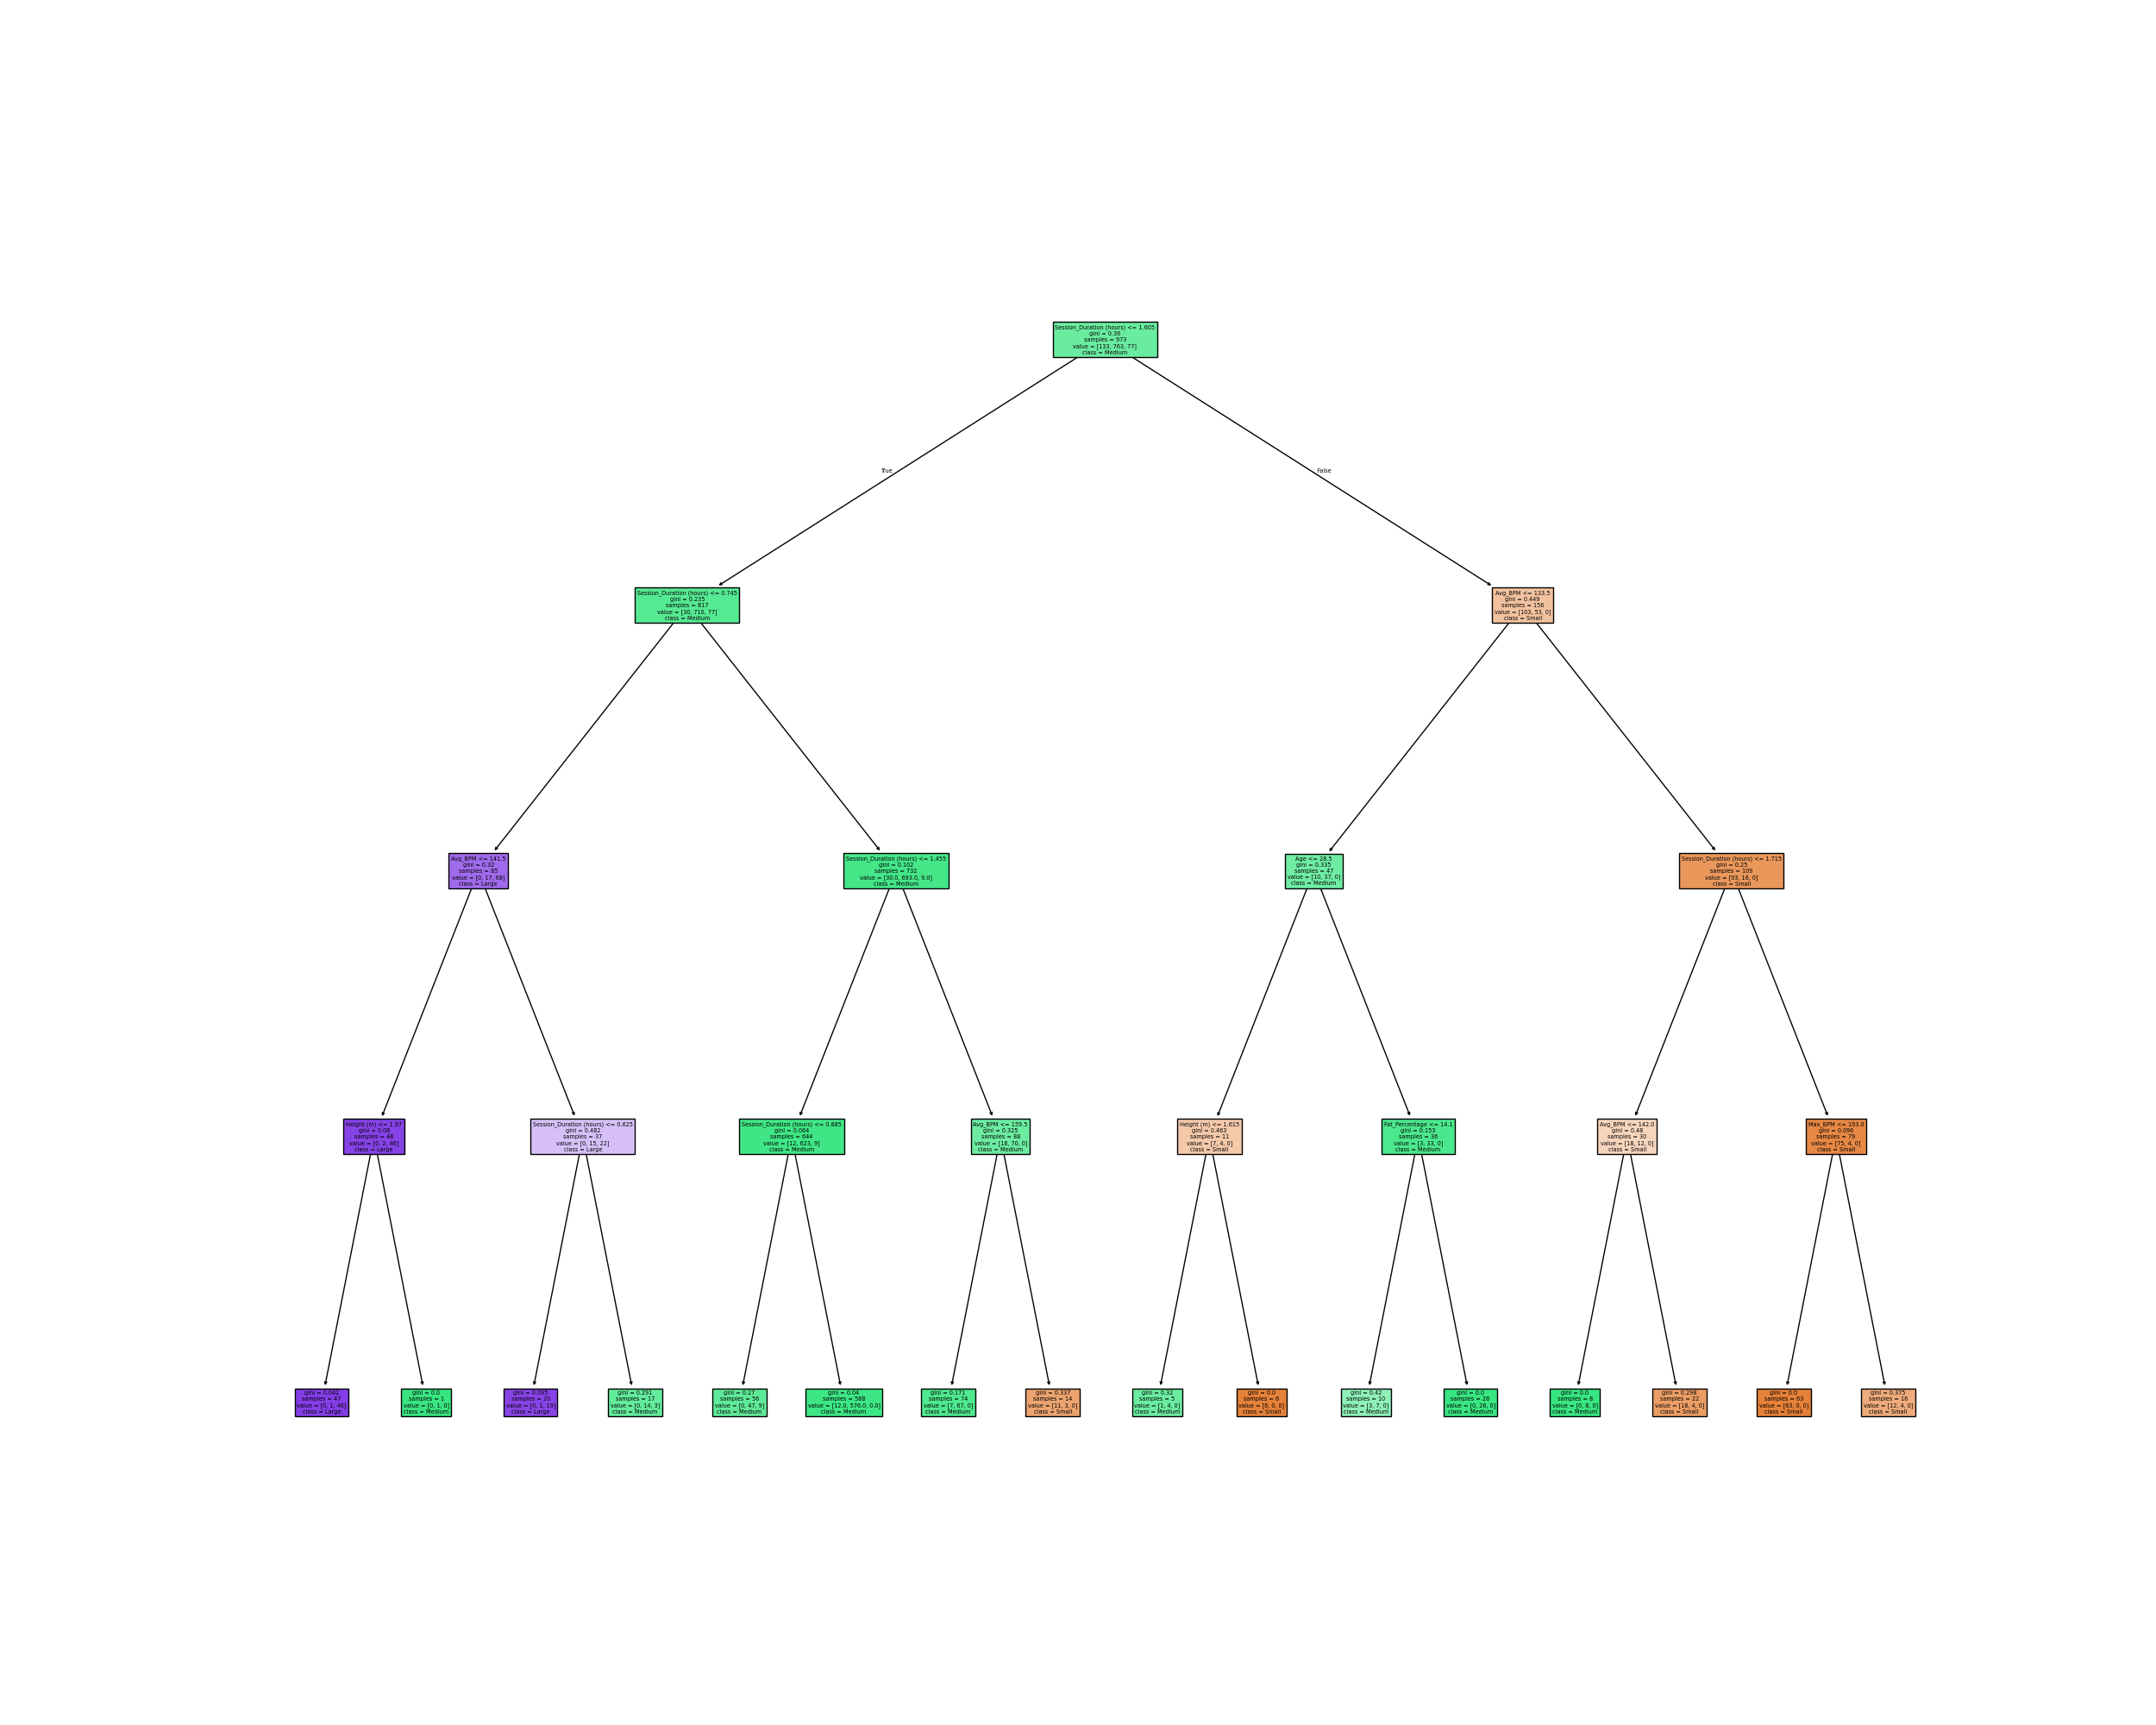 Session_Duration (hours) <= 1.605
gini = 0.36
samples = 973
value = [133, 763, 77]
class = Medium
True
False
Session_Duration (hours) <= 0.745
gini = 0.235
samples = 817
value = [30, 710, 77]
class = Medium
Avg_BPM <= 133.5
gini = 0.449
samples = 156
value = [103, 53, 0]
class = Small
Avg_BPM <= 141.5
gini = 0.32
samples = 85
value = [0, 17, 68]
class = Large
Session_Duration (hours) <= 1.455
gini = 0.102
samples = 732
value = [30.0, 693.0, 9.0]
class = Medium
Age <= 28.5
gini = 0.335
samples = 47
value = [10, 37, 0]
class = Medium
Session_Duration (hours) <= 1.715
gini = 0.25
samples = 109
value = [93, 16, 0]
class = Small
Height (m) <= 1.97
gini = 0.08
samples = 48
value = [0, 2, 46]
class = Large
Session_Duration (hours) <= 0.625
gini = 0.482
samples = 37
value = [0, 15, 22]
class = Large
Session_Duration (hours) <= 0.885
gini = 0.064
samples = 644
value = [12, 623, 9]
class = Medium
Avg_BPM <= 159.5
gini = 0.325
samples = 88
value = [18, 70, 0]
class = Medium
Height (m) <= 1.615
gini = 0.463
samples = 11
value = [7, 4, 0]
class = Small
Fat_Percentage <= 14.1
gini = 0.153
samples = 36
value = [3, 33, 0]
class = Medium
Avg_BPM <= 142.0
gini = 0.48
samples = 30
value = [18, 12, 0]
class = Small
Max_BPM <= 193.0
gini = 0.096
samples = 79
value = [75, 4, 0]
class = Small
gini = 0.042
samples = 47
value = [0, 1, 46]
class = Large
gini = 0.0
samples = 1
value = [0, 1, 0]
class = Medium
gini = 0.095
samples = 20
value = [0, 1, 19]
class = Large
gini = 0.291
samples = 17
value = [0, 14, 3]
class = Medium
gini = 0.27
samples = 56
value = [0, 47, 9]
class = Medium
gini = 0.04
samples = 588
value = [12.0, 576.0, 0.0]
class = Medium
gini = 0.171
samples = 74
value = [7, 67, 0]
class = Medium
gini = 0.337
samples = 14
value = [11, 3, 0]
class = Small
gini = 0.32
samples = 5
value = [1, 4, 0]
class = Medium
gini = 0.0
samples = 6
value = [6, 0, 0]
class = Small
gini = 0.42
samples = 10
value = [3, 7, 0]
class = Medium
gini = 0.0
samples = 26
value = [0, 26, 0]
class = Medium
gini = 0.0
samples = 8
value = [0, 8, 0]
class = Medium
gini = 0.298
samples = 22
value = [18, 4, 0]
class = Small
gini = 0.0
samples = 63
value = [63, 0, 0]
class = Small
gini = 0.375
samples = 16
value = [12, 4, 0]
class = Small